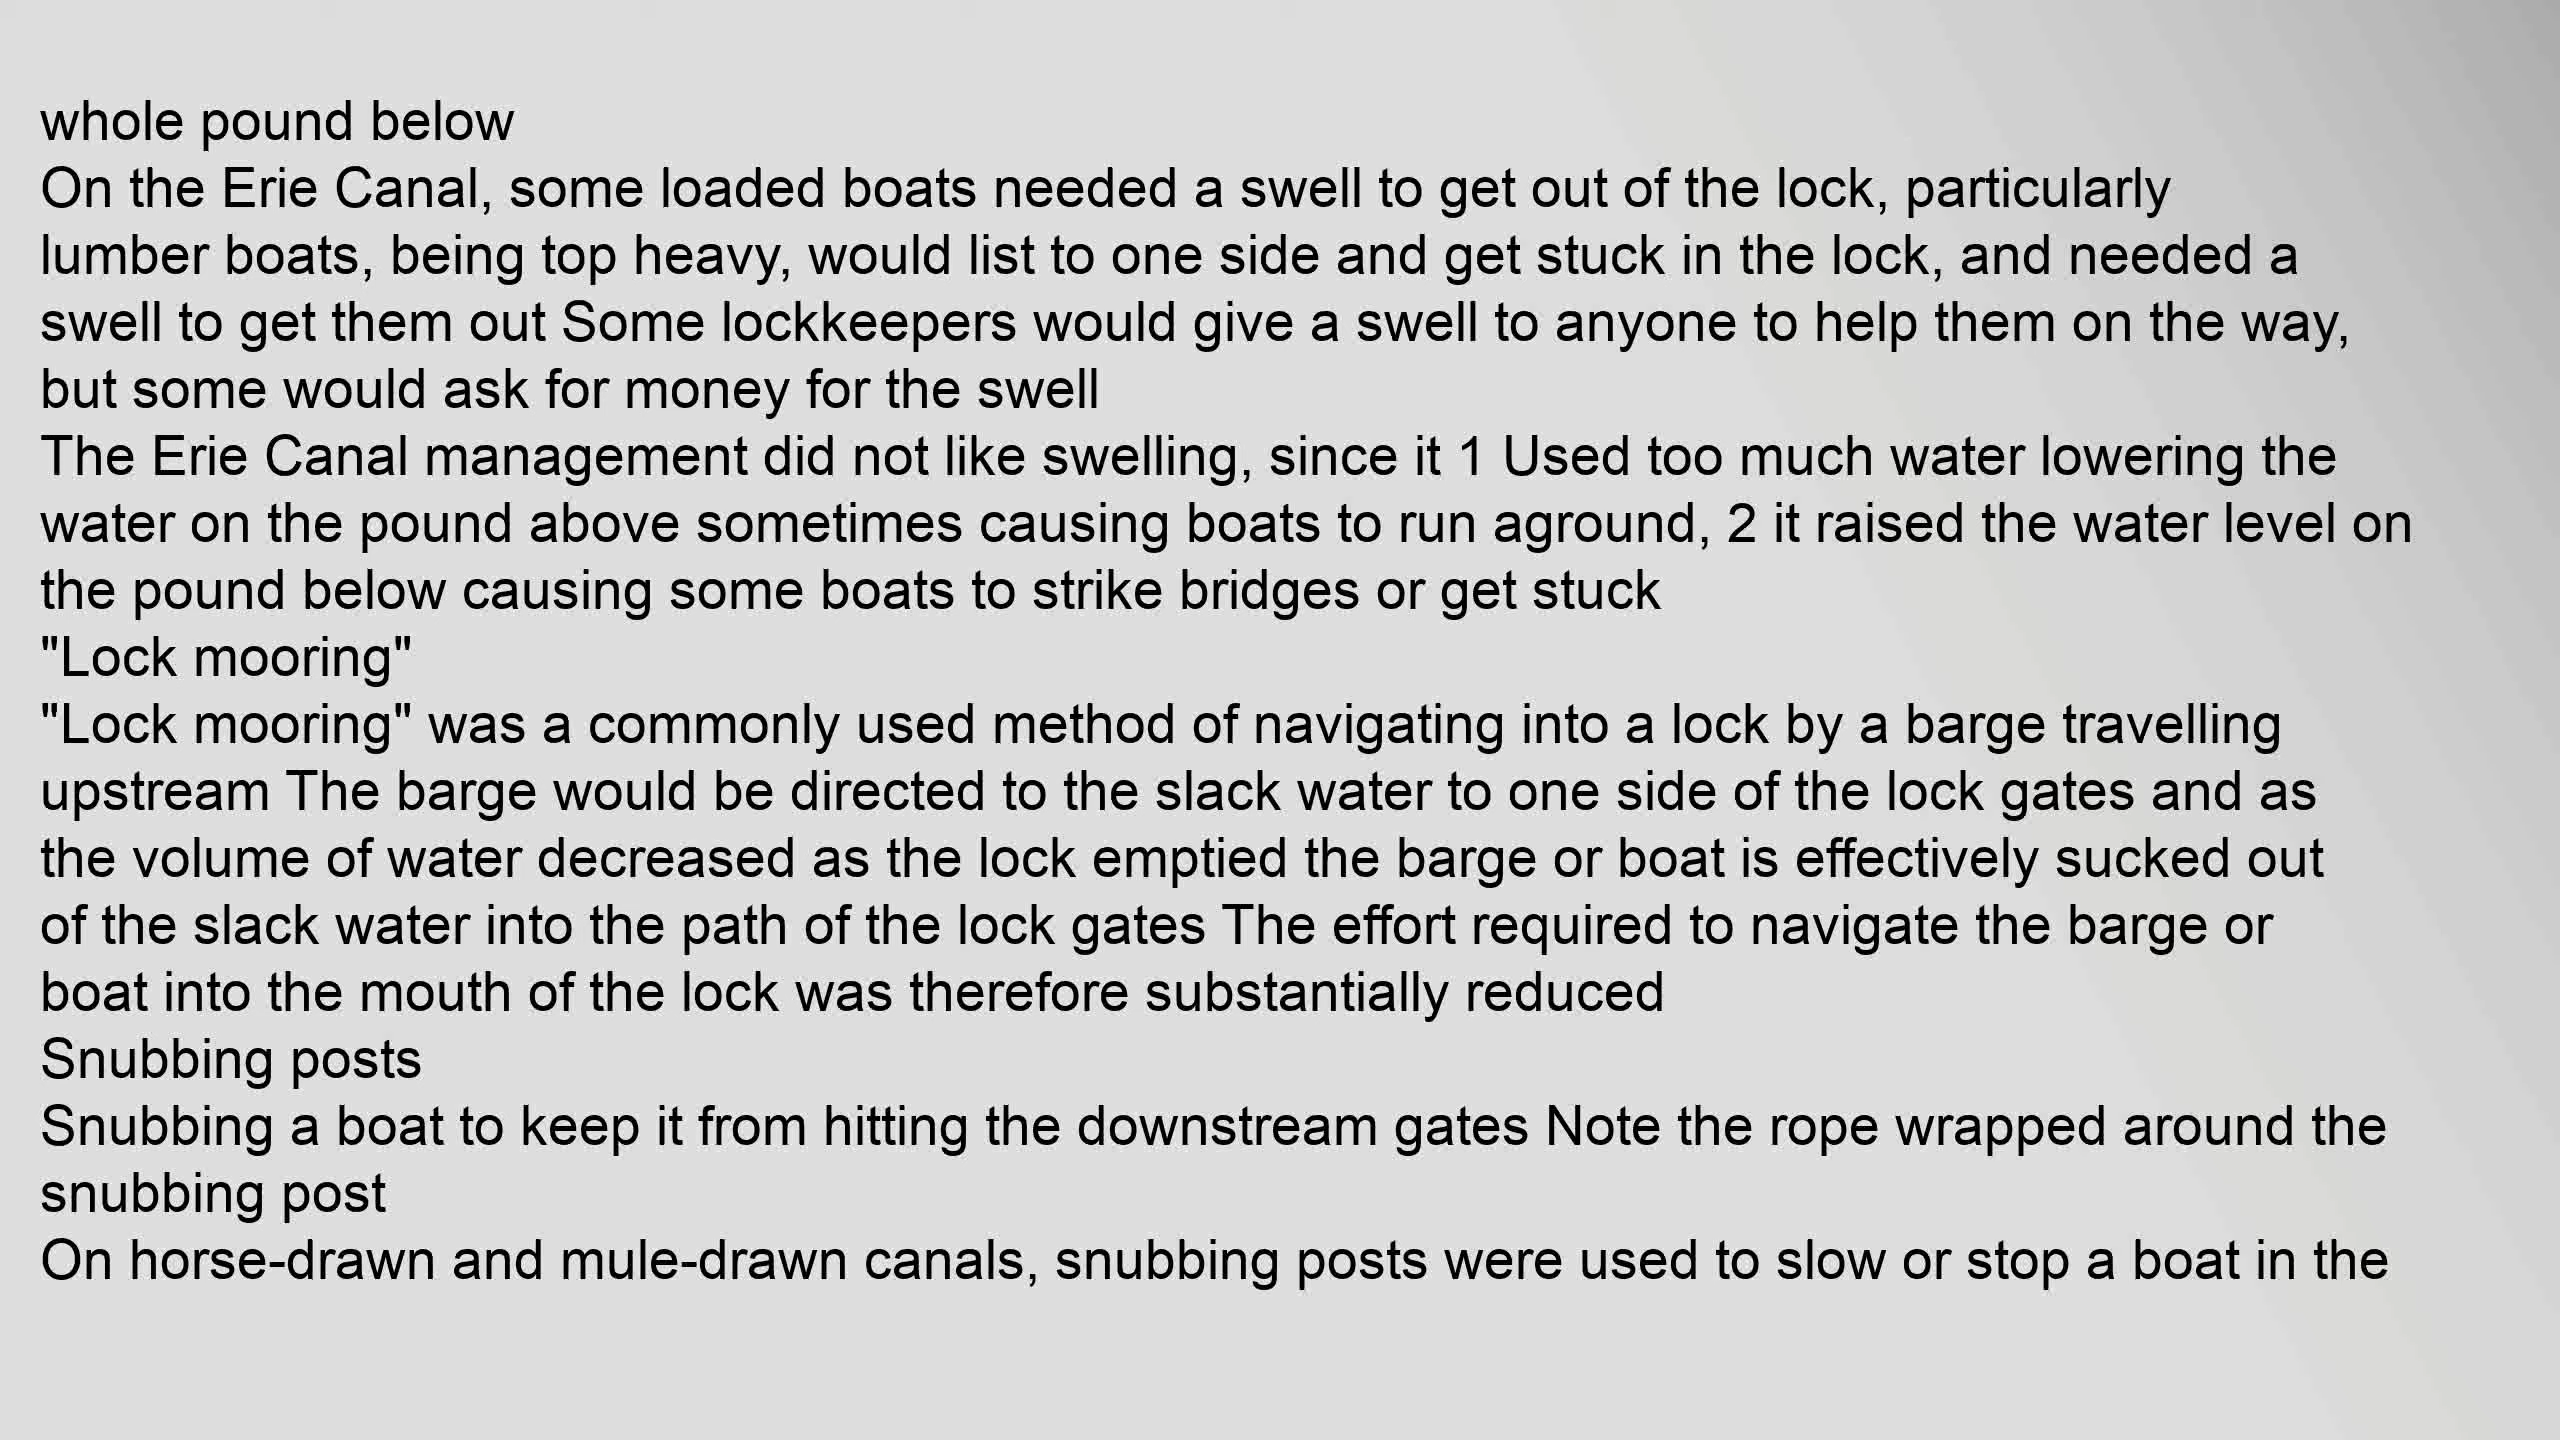 whole pound below
On the Erie Canal, some loaded boats needed a swell to get out of the lock, particularly
lumber boats, being top heavy, would list to one side and get stuck in the lock, and needed a
swell to get them out Some lockkeepers would give a swell to anyone to help them on the way,
but some would ask for money for the swell
The Erie Canal management did not like swelling, since it 1 Used too much water lowering the
water on the pound above sometimes causing boats to run aground, 2 it raised the water level on
the pound below causing some boats to strike bridges or get stuck
"Lock mooring"
"Lock mooring" was a commonly used method of navigating into a lock by a barge travelling
upstream The barge would be directed to the slack water to one side of the lock gates and as
the volume of water decreased as the lock emptied the barge or boat is effectively sucked out
of the slack water into the path of the lock gates The effort required to navigate the barge or
boat into the mouth of the lock was therefore substantially reduced
Snubbing posts
Snubbing a boat to keep it from hitting the downstream gates Note the rope wrapped around the
snubbing post
On horse-drawn and mule-drawn canals, snubbing posts were used to slow or stop a boat in the